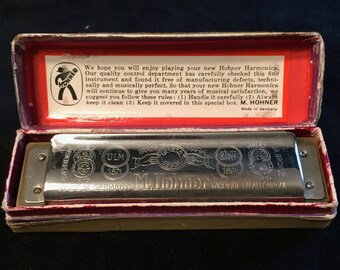 We hope you will enjoy playing your new Hohner Harmonica.
Our quality control department has carefully checked this fine
instrument and found it free of manufacturing defects, techni-
cally and musically perfect. So that your new Hohner Harmonica
will continue to give you many years of musical satisfaction, we
suggest you follow these rules: (1) Handle it carefully (2) Always
keep it clean (3) Keep it covered in this special box. M. HOHNER
Made in Germany
HOHNER
ULM
1871
1881
M. Hohner